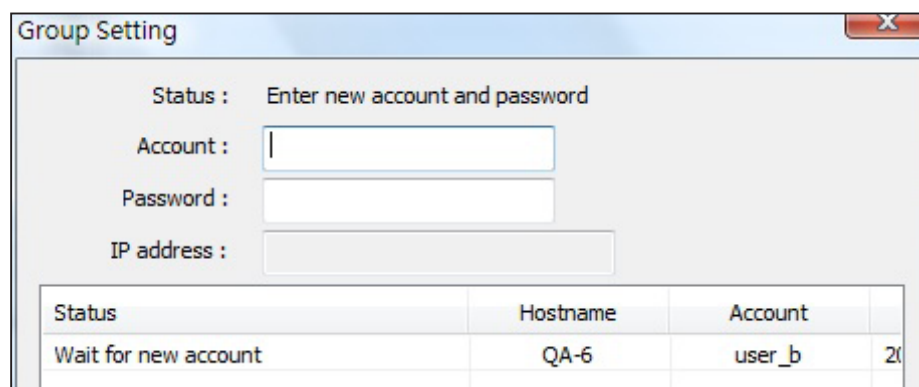 Group Setting
Status : Enter new account and password
Account :
Password :
IP address :
Status Hostname Account
Wait for new account QA-6 user_b